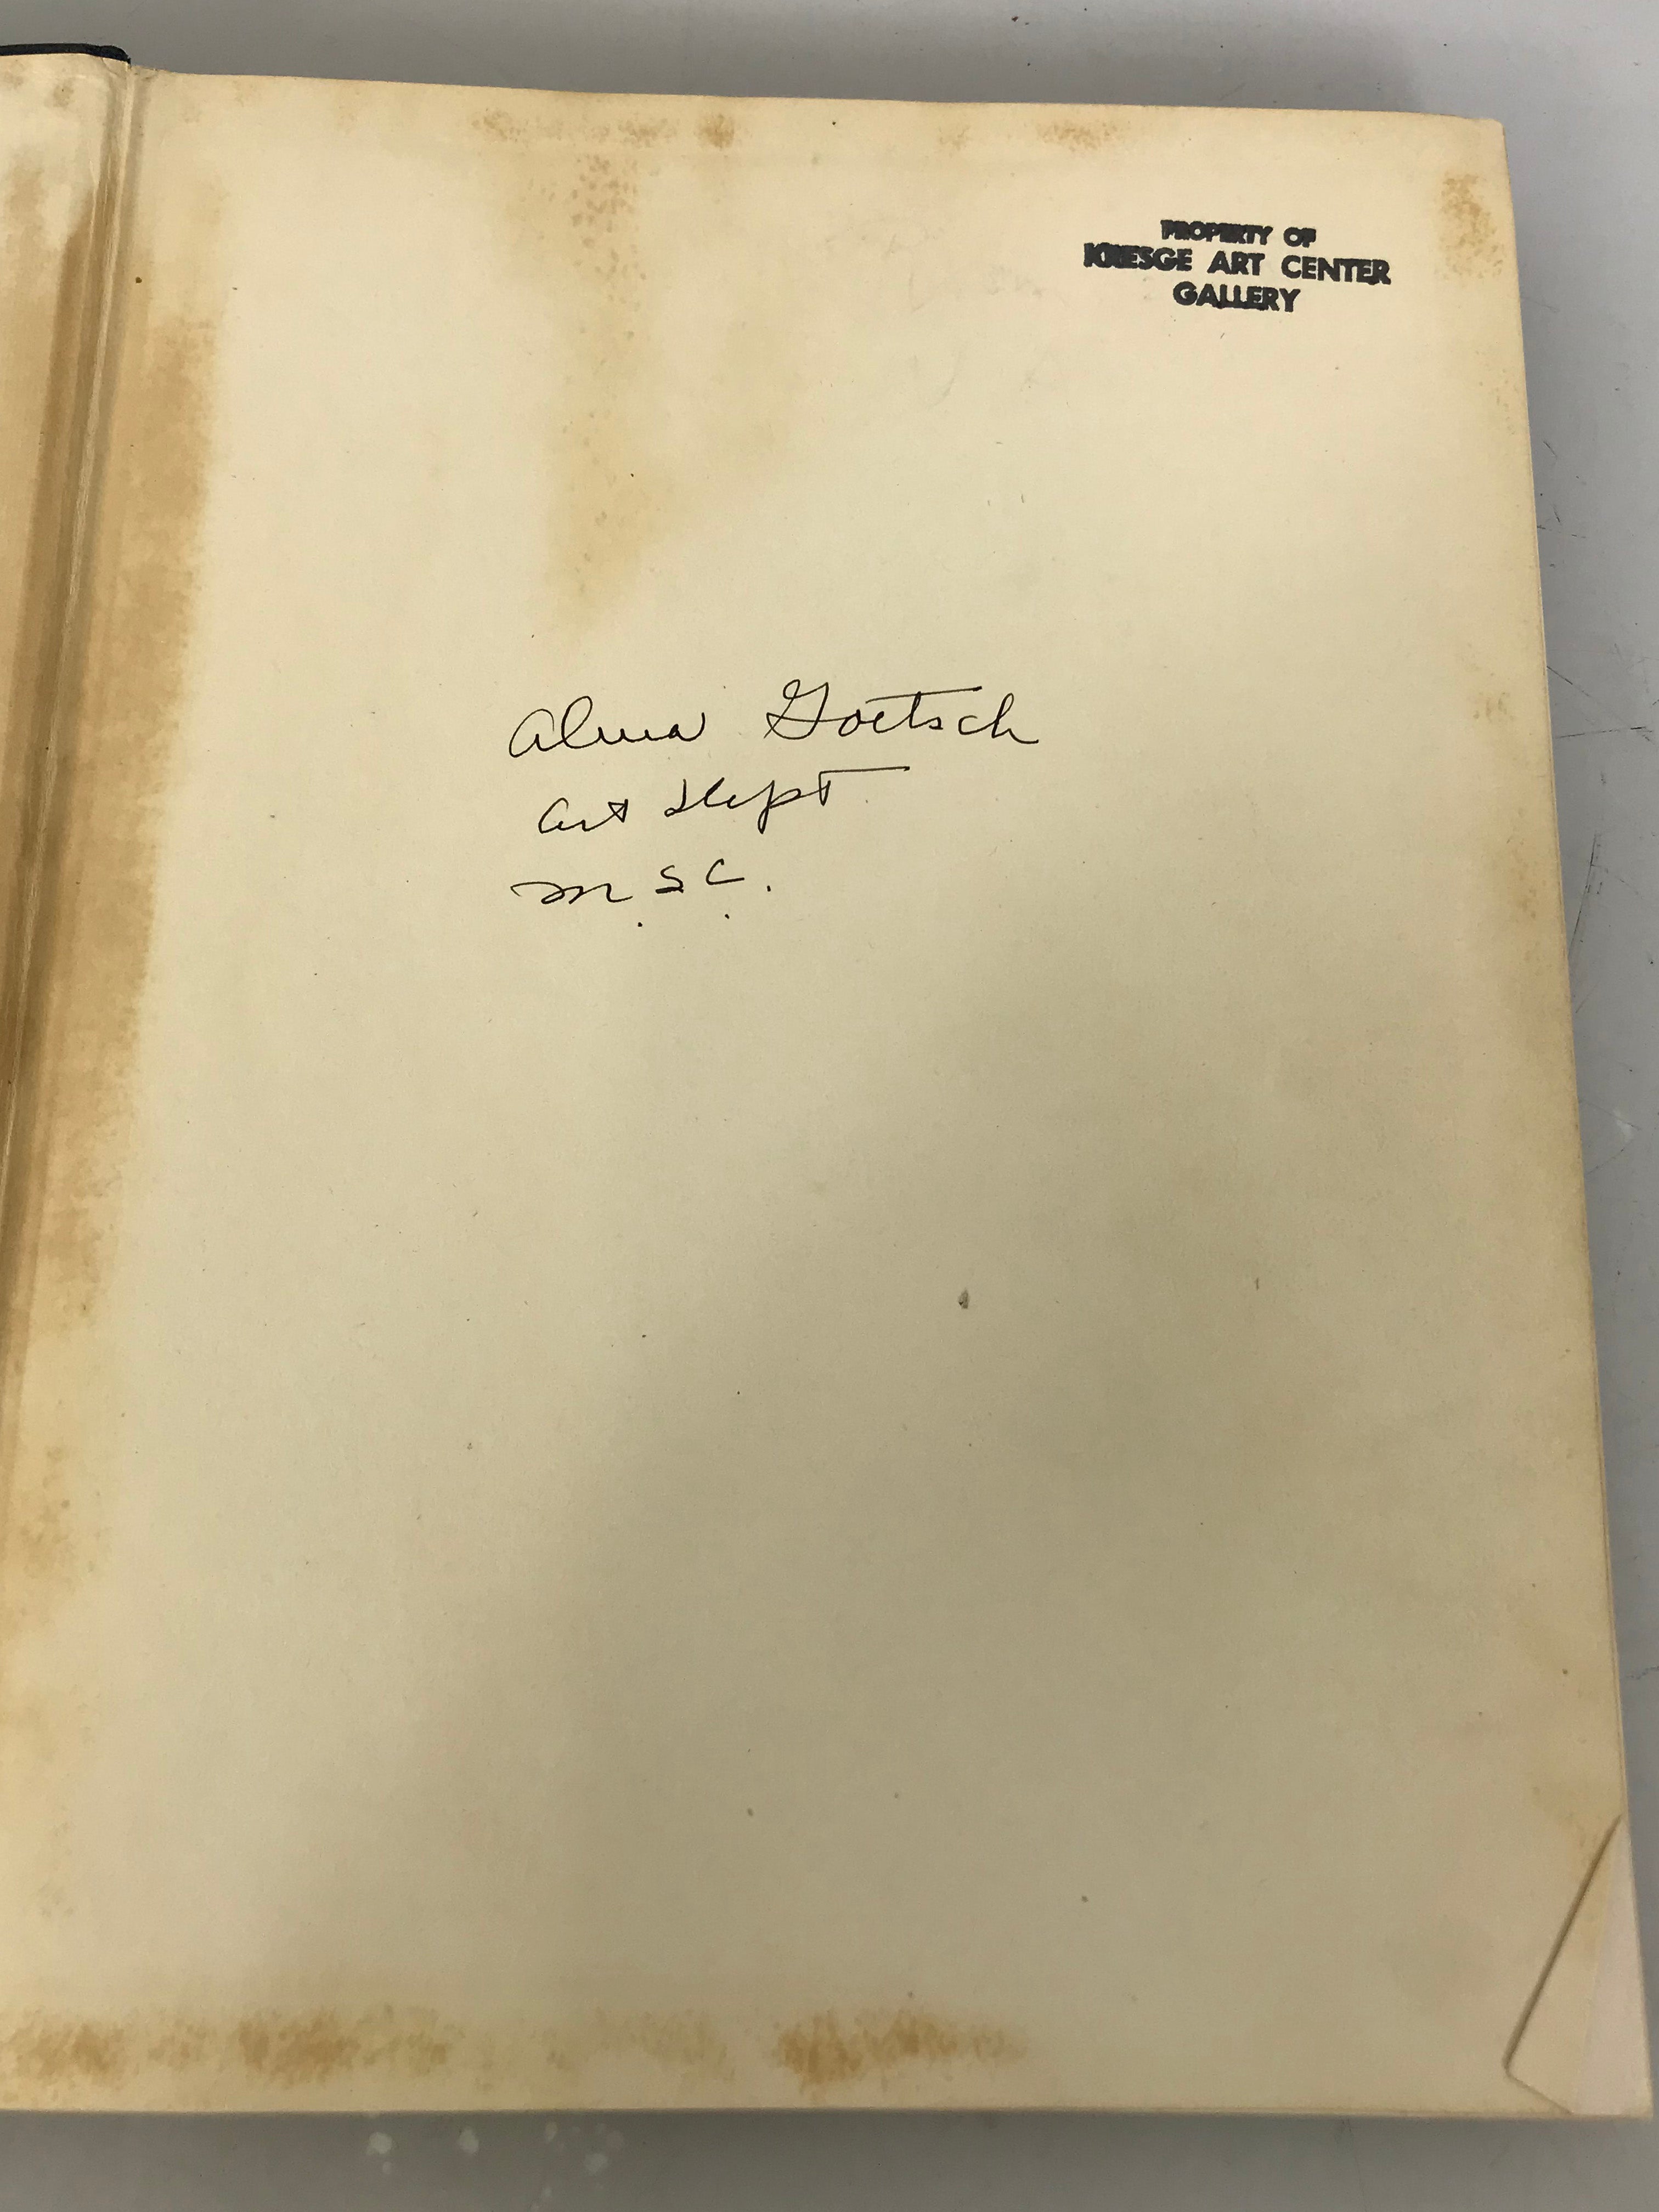 PROPERTY OF
KRESGE ART CENTER
GALLERY
Alma Goetsch
Art Dept
M.S.C.